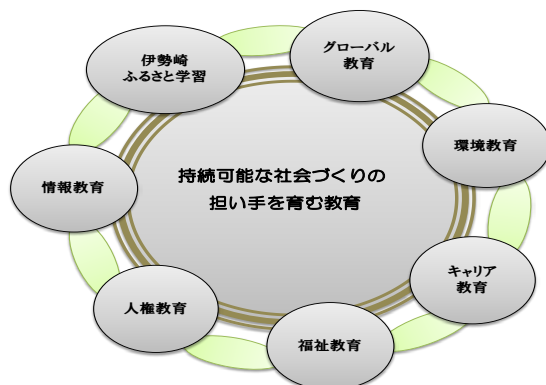 グローバル
教育
伊勢崎
ふるさと学習
環境教育
持続可能な社会づくりの
担い手を育む教育
情報教育
キャリア
教育
人権教育
福祉教育